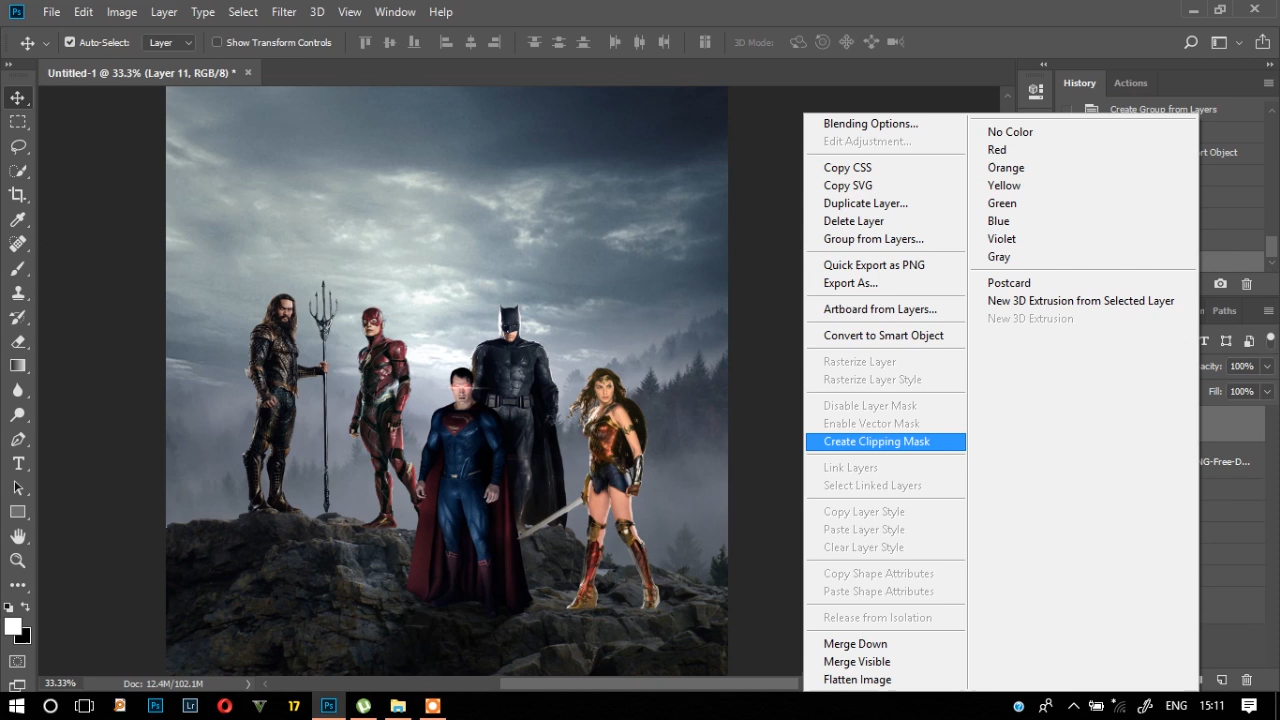 Ps File Edit Image Layer Type Select Filter 3D View Window Help
Auto-Select: Layer Show Transform Controls 3D Mode:
Untitled-1 @ 33.3% (Layer 11, RGB/8) * ×
History Actions
Create Group from Layers
rt Object
Paths
acity: 100%
Fill: 100%
NG-Free-D...
Blending Options...
Edit Adjustment...
Copy CSS
Copy SVG
Duplicate Layer...
Delete Layer
Group from Layers...
Quick Export as PNG
Export As...
Artboard from Layers...
Convert to Smart Object
Rasterize Layer
Rasterize Layer Style
Disable Layer Mask
Enable Vector Mask
Create Clipping Mask
Link Layers
Select Linked Layers
Copy Layer Style
Paste Layer Style
Clear Layer Style
Copy Shape Attributes
Paste Shape Attributes
Release from Isolation
Merge Down
Merge Visible
Flatten Image
No Color
Red
Orange
Yellow
Green
Blue
Violet
Gray
Postcard
New 3D Extrusion from Selected Layer
New 3D Extrusion
33.33% Doc: 12.4M/102.1M
Ps Lr 17 Ps ENG 15:11